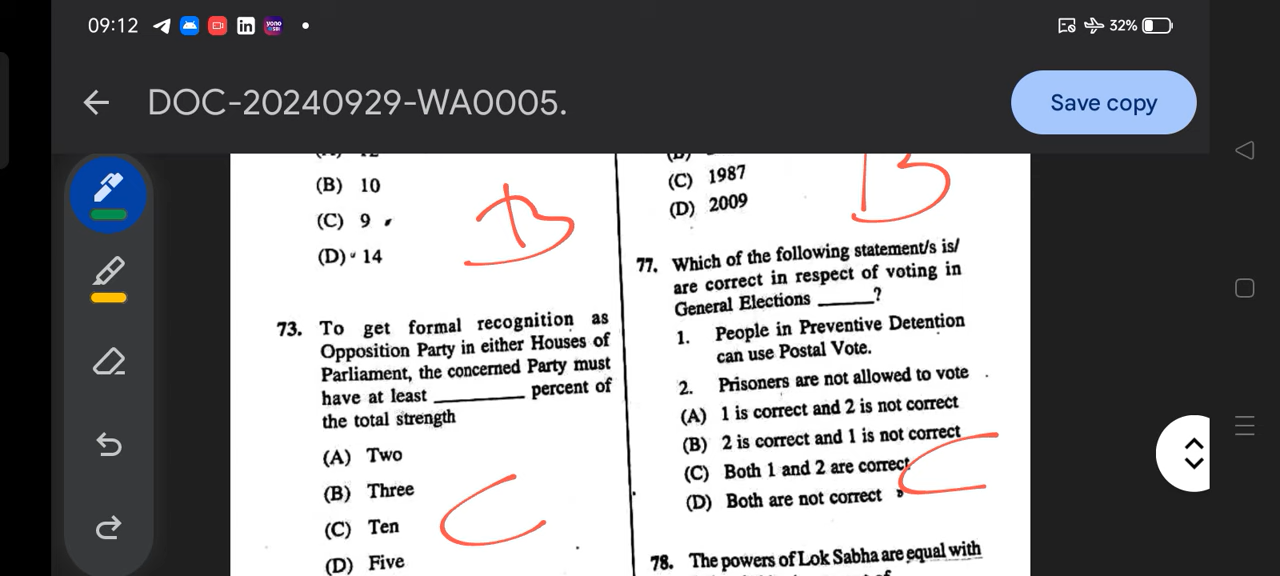 09:12
yono
SBI
32%
DOC-20240929-WA0005.
Save copy
(B) 10
(C) 9
(D) 14
B
73. To get formal recognition as
Opposition Party in either Houses of
Parliament, the concerned Party must
have at least ________ percent of
the total strength
(A) Two
(B) Three
(C) Ten
(D) Five
C
(C) 1987
(D) 2009
B
77. Which of the following statement/s is/
are correct in respect of voting in
General Elections _____?
1. People in Preventive Detention
can use Postal Vote.
2. Prisoners are not allowed to vote
(A) 1 is correct and 2 is not correct
(B) 2 is correct and 1 is not correct
(C) Both 1 and 2 are correct
(D) Both are not correct
C
78. The powers of Lok Sabha are equal with